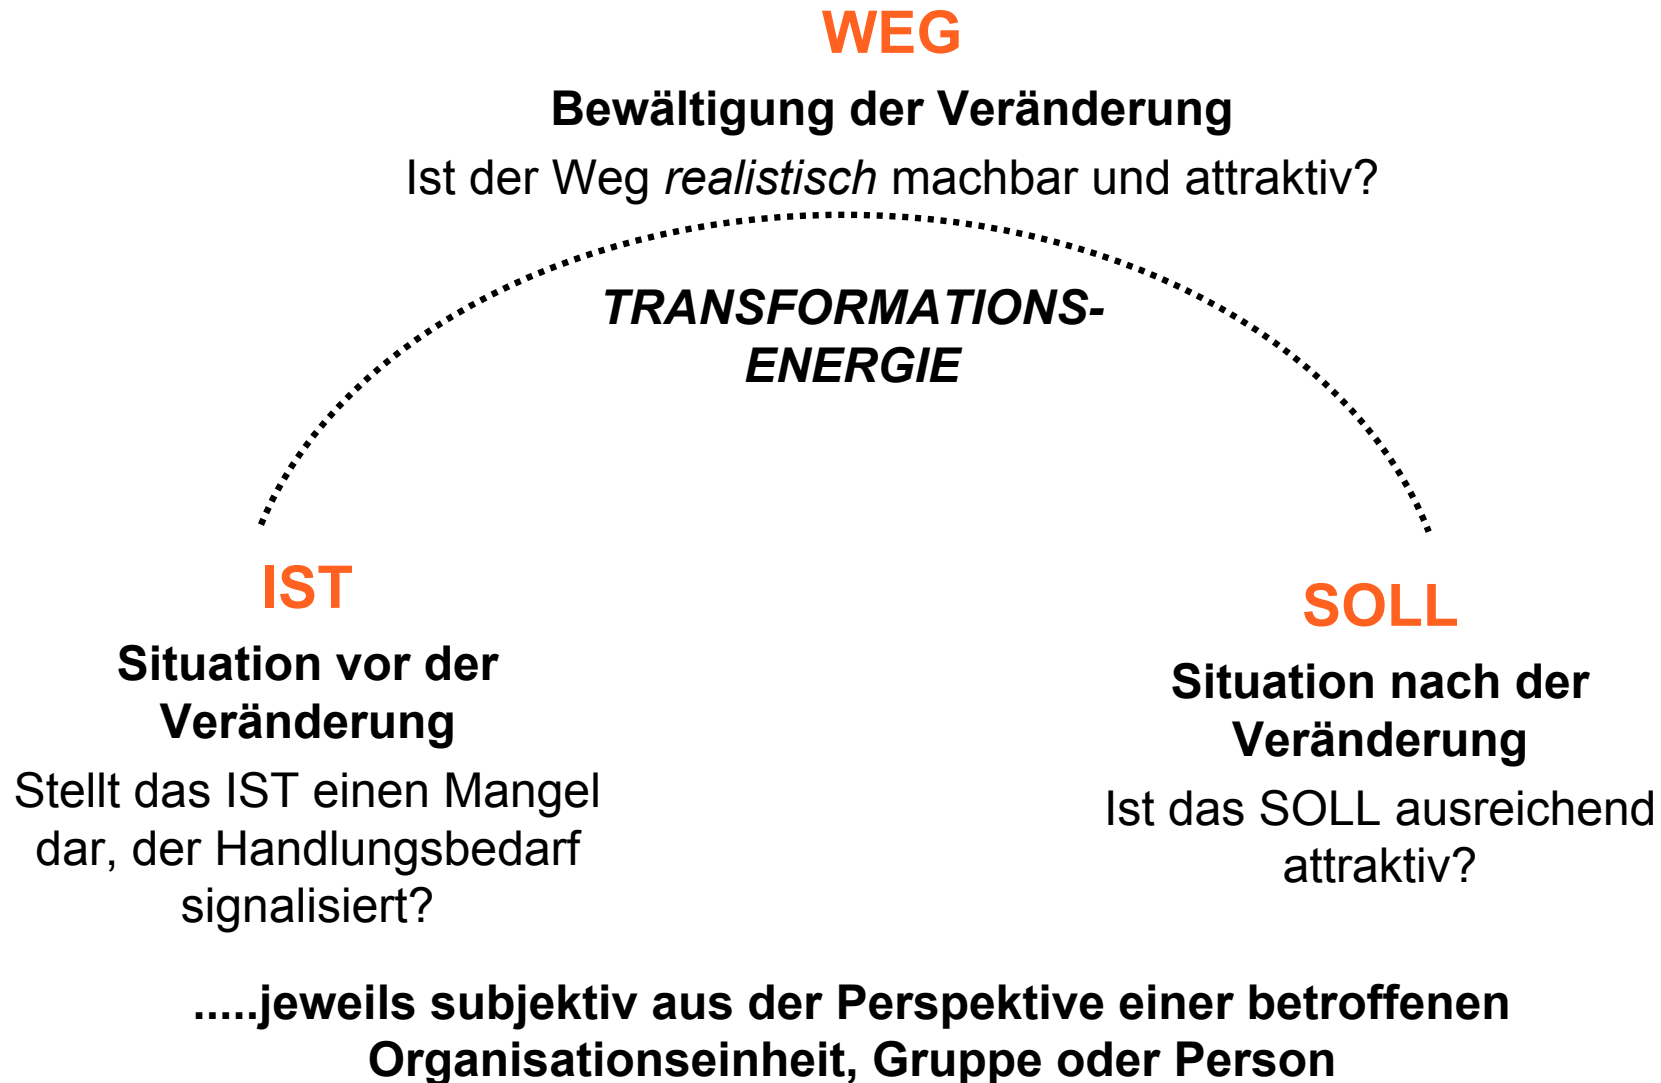 WEG
Bewältigung der Veränderung
Ist der Weg realistisch machbar und attraktiv?
TRANSFORMATIONS-
ENERGIE
IST
Situation vor der
Veränderung
Stellt das IST einen Mangel
dar, der Handlungsbedarf
signalisiert?
SOLL
Situation nach der
Veränderung
Ist das SOLL ausreichend
attraktiv?
.....jeweils subjektiv aus der Perspektive einer betroffenen
Organisationseinheit, Gruppe oder Person